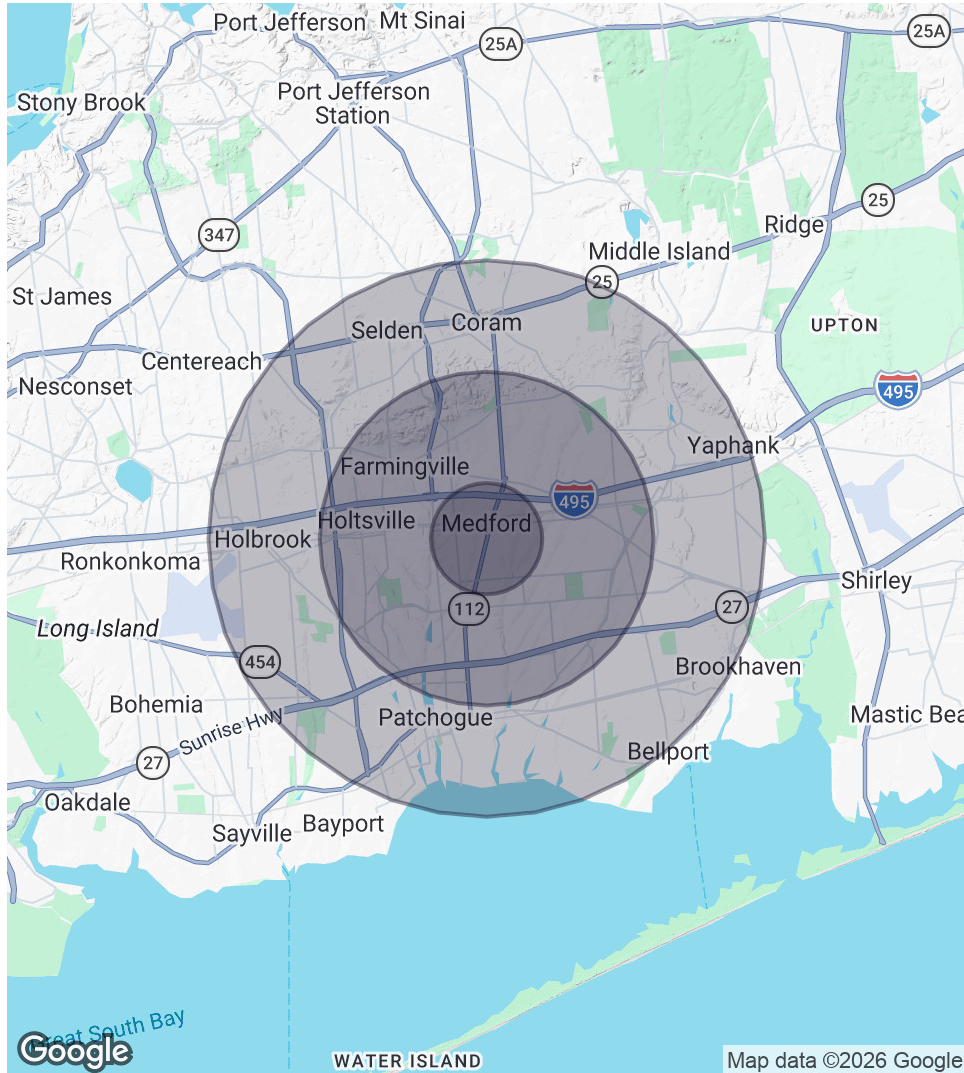 Port Jefferson
Mt Sinai
25A
25A
Stony Brook
Port Jefferson
Station
25
347
Ridge
Middle Island
25
St James
Selden
Coram
UPTON
Centereach
Nesconset
495
Yaphank
Farmingville
495
Holtsville
Medford
Holbrook
Ronkonkoma
Shirley
112
27
Long Island
454
Brookhaven
Bohemia
Patchogue
Mastic Bea
Sunrise Hwy
Bellport
27
Oakdale
Bayport
Sayville
Great South Bay
Google
WATER ISLAND
Map data ©2026 Google